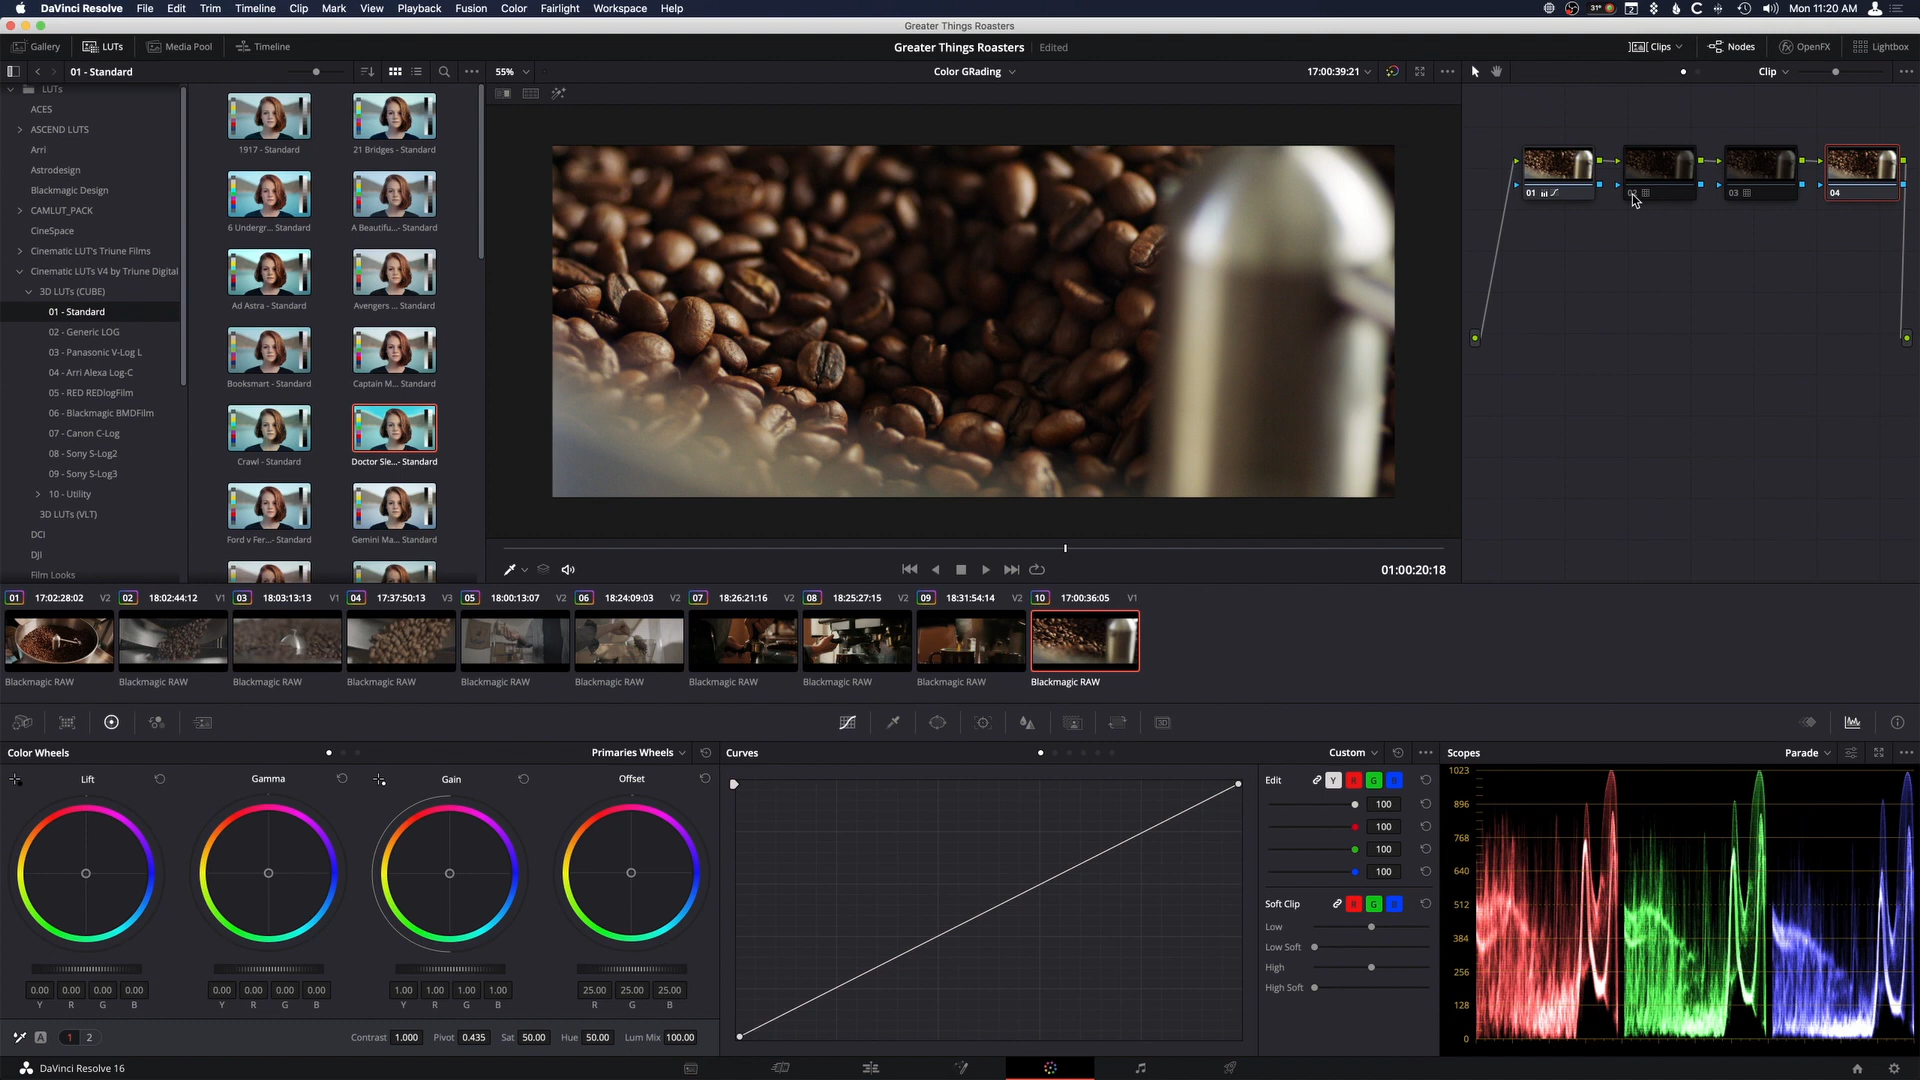 DaVinci Resolve File Edit Trim Timeline Clip Mark View Playback Fusion Color Fairlight Workspace Help
31° 2 Mon 11:20 AM
Greater Things Roasters
Gallery LUTs Media Pool Timeline Greater Things Roasters Edited Clips Nodes OpenFX Lightbox
01 - Standard 55% Color GRading 17:00:39:21 Clip
LUTs
ACES
ASCEND LUTS
Arri
Astrodesign
Blackmagic Design
CAMLUT_PACK
CineSpace
Cinematic LUT's Triune Films
Cinematic LUTs V4 by Triune Digital
3D LUTs (CUBE)
01 - Standard
02 - Generic LOG
03 - Panasonic V-Log L
04 - Arri Alexa Log-C
05 - RED REDlogFilm
06 - Blackmagic BMDFilm
07 - Canon C-Log
08 - Sony S-Log2
09 - Sony S-Log3
10 - Utility
3D LUTs (VLT)
DCI
DJI
Film Looks
1917 - Standard 21 Bridges - Standard
6 Undergr... Standard A Beautifu...- Standard
Ad Astra - Standard Avengers ... Standard
Booksmart - Standard Captain M... Standard
Crawl - Standard Doctor Sle...- Standard
Ford v Fer...- Standard Gemini Ma... Standard
01 03 04
01:00:20:18
01 17:02:28:02 V2 02 18:02:44:12 V1 03 18:03:13:13 V1 04 17:37:50:13 V3 05 18:00:13:07 V2 06 18:24:09:03 V2 07 18:26:21:16 V2 08 18:25:27:15 V2 09 18:31:54:14 V2 10 17:00:36:05 V1
Blackmagic RAW Blackmagic RAW Blackmagic RAW Blackmagic RAW Blackmagic RAW Blackmagic RAW Blackmagic RAW Blackmagic RAW Blackmagic RAW Blackmagic RAW
Color Wheels Primaries Wheels
Lift Gamma Gain Offset
0.00 0.00 0.00 0.00 0.00 0.00 0.00 0.00 1.00 1.00 1.00 1.00 25.00 25.00 25.00
Y R G B Y R G B Y R G B R G B
A 1 2 Contrast 1.000 Pivot 0.435 Sat 50.00 Hue 50.00 Lum Mix 100.00
Curves Custom
Edit Y R G B
100
100
100
100
Soft Clip R G B
Low
Low Soft
High
High Soft
Scopes Parade
1023
896
768
640
512
384
256
128
0
DaVinci Resolve 16